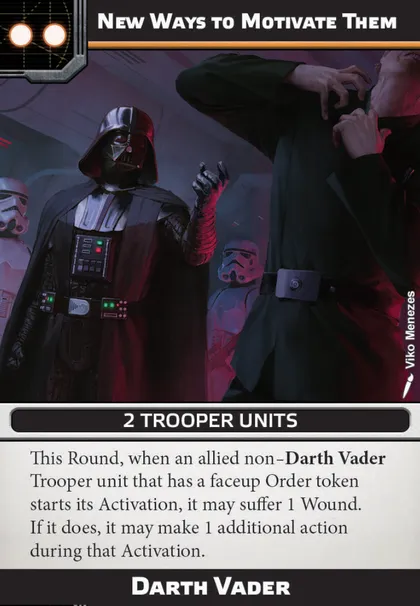 New Ways to Motivate Them
Viko Menezes
2 TROOPER UNITS
This Round, when an allied non–Darth Vader
Trooper unit that has a faceup Order token
starts its Activation, it may suffer 1 Wound.
If it does, it may make 1 additional action
during that Activation.
Darth Vader